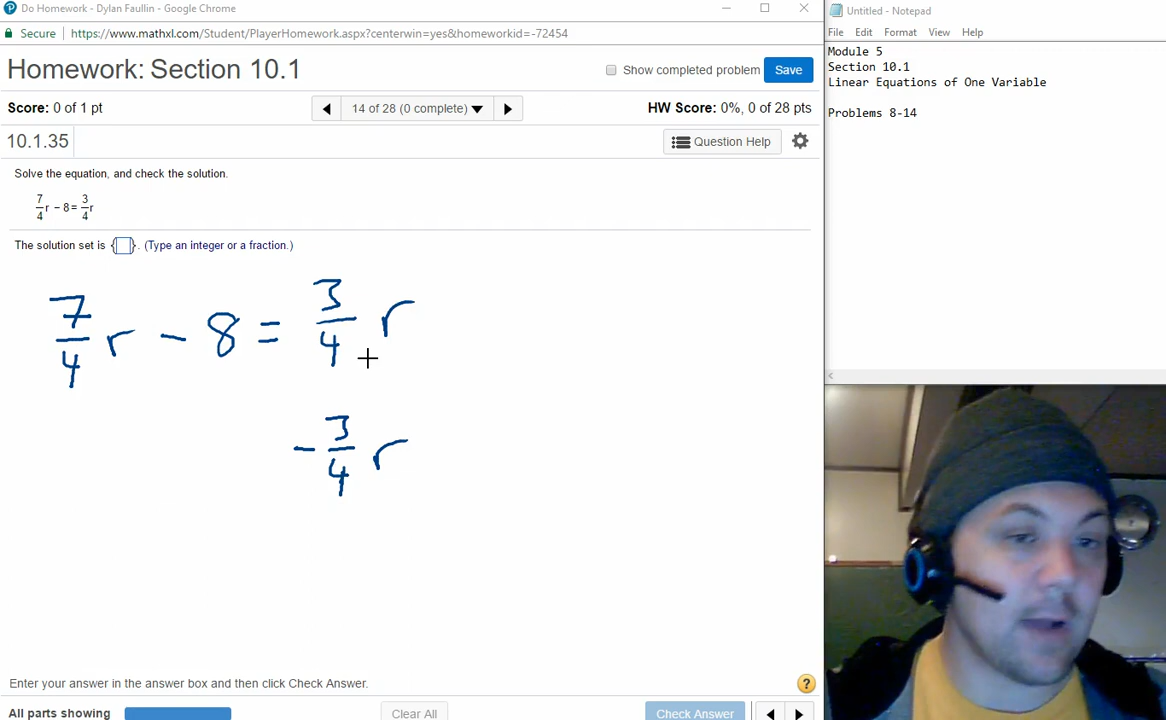 Do Homework - Dylan Faullin - Google Chrome
Secure | https://www.mathxl.com/Student/PlayerHomework.aspx?centerwin=yes&homeworkid=-72454
Homework: Section 10.1
Show completed problem
Save
Score: 0 of 1 pt
14 of 28 (0 complete)
HW Score: 0%, 0 of 28 pts
10.1.35
Question Help
Solve the equation, and check the solution.
7/4 r − 8 = 3/4 r
The solution set is { }. (Type an integer or a fraction.)
7/4 r − 8 = 3/4 r
− 3/4 r
Enter your answer in the answer box and then click Check Answer.
?
All parts showing
Clear All
Check Answer
Untitled - Notepad
File Edit Format View Help
Module 5
Section 10.1
Linear Equations of One Variable
Problems 8-14